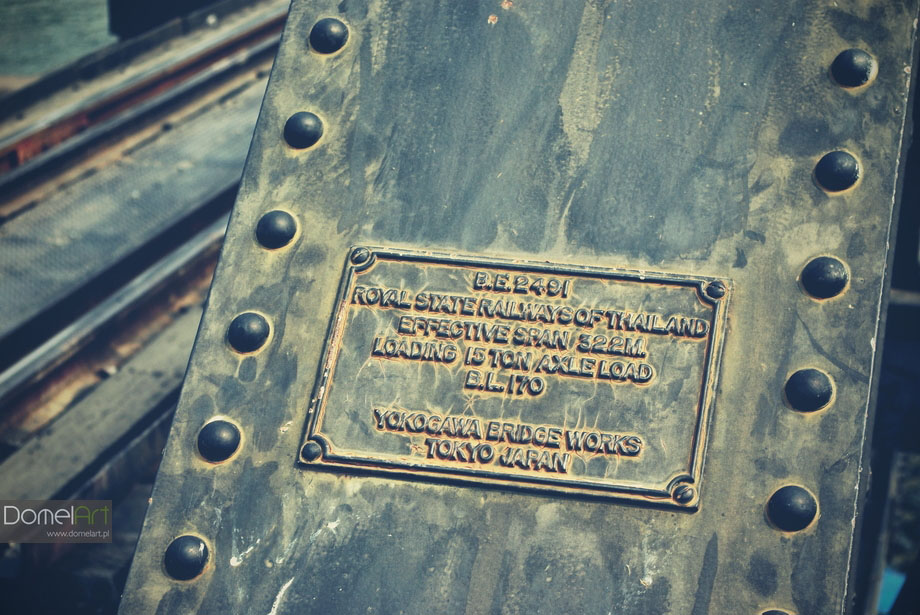 B.E. 2491
ROYAL STATE RAILWAYS OF THAILAND
EFFECTIVE SPAN 32.2 M.
LOADING 15 TON AXLE LOAD
B.L. 170
YOKOGAWA BRIDGE WORKS
TOKYO JAPAN
DomelArt
www.domelart.pl